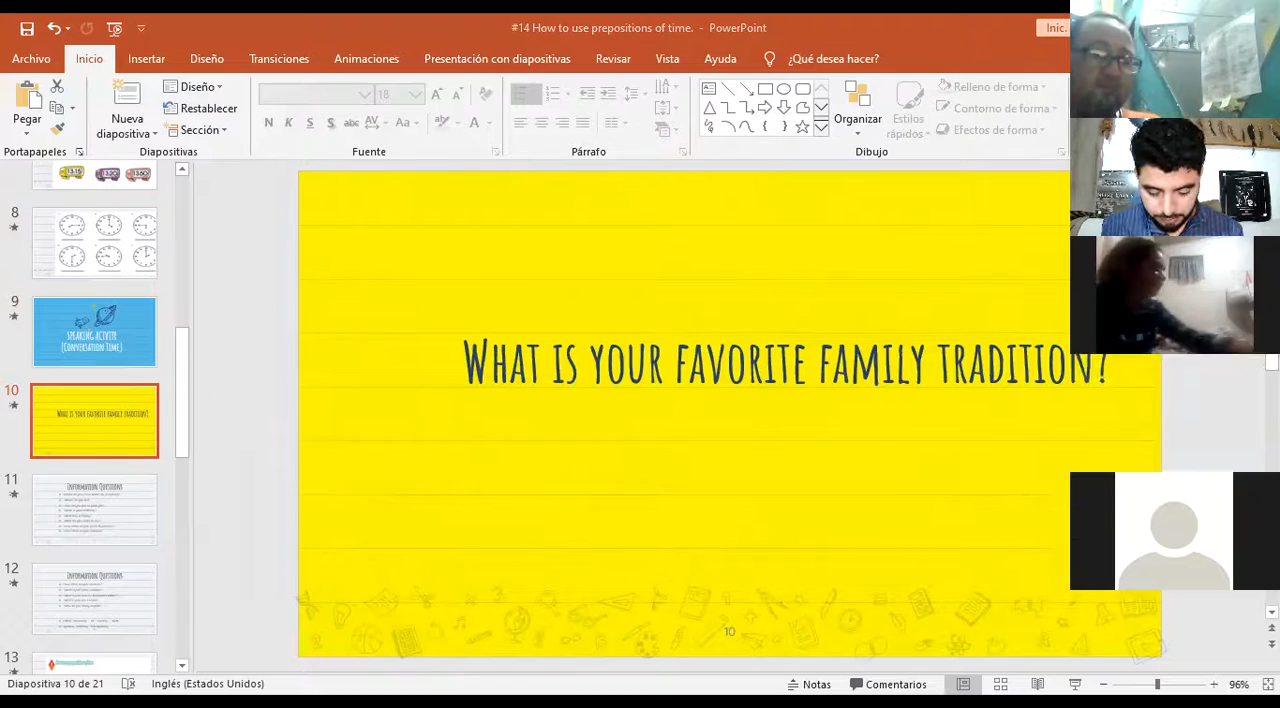 #14 How to use prepositions of time. - PowerPoint
Inic.
Archivo Inicio Insertar Diseño Transiciones Animaciones Presentación con diapositivas Revisar Vista Ayuda ¿Qué desea hacer?
Pegar
Nueva diapositiva
Diseño
Restablecer
Sección
18
N K S S abc AV Aa A
Organizar
Estilos rápidos
Relleno de forma
Contorno de forma
Efectos de forma
Portapapeles Diapositivas Fuente Párrafo Dibujo
8
9
SPEAKING ACTIVITY
(CONVERSATION TIME)
10
WHAT IS YOUR FAVORITE FAMILY TRADITION?
11
INFORMATION QUESTIONS
12
INFORMATION QUESTIONS
13
WHAT IS YOUR FAVORITE FAMILY TRADITION?
10
Diapositiva 10 de 21 Inglés (Estados Unidos) Notas Comentarios 96%